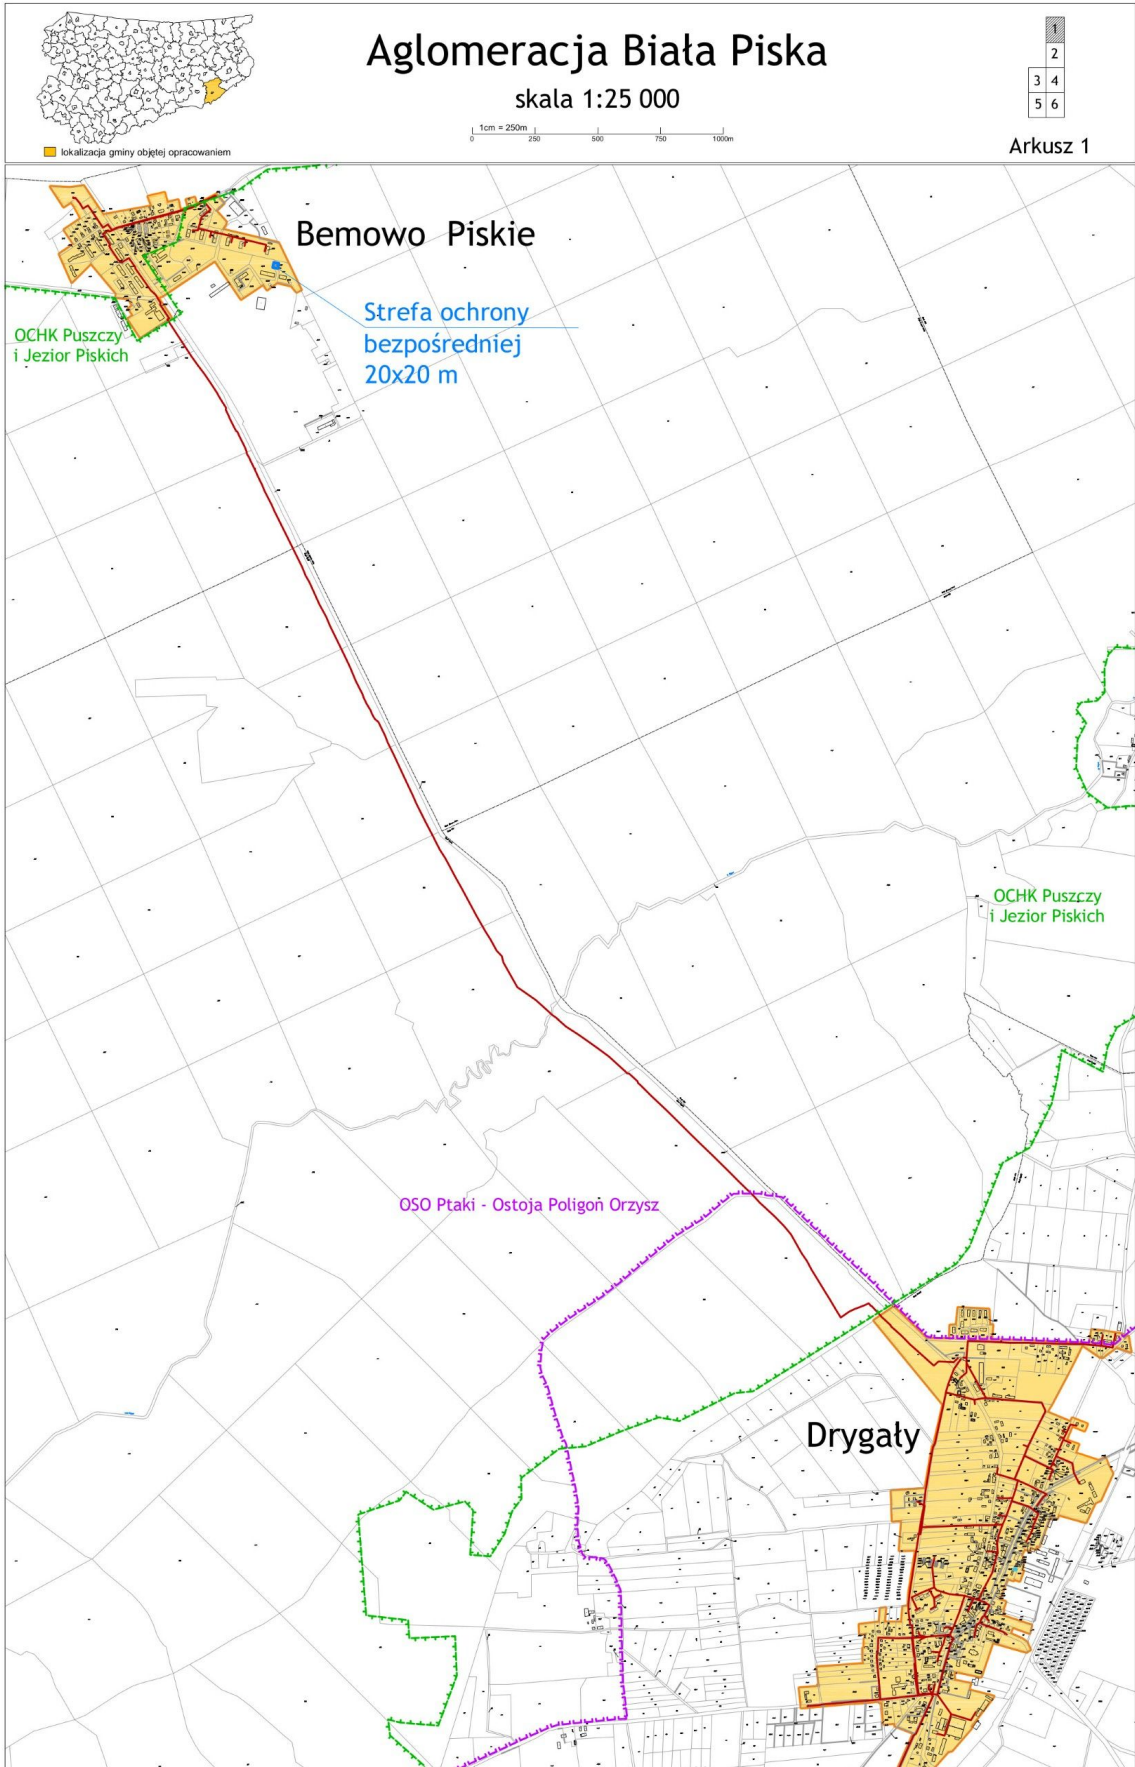 Aglomeracja Biała Piska
skala 1:25 000
1cm = 250m
0 250 500 750 1000m
lokalizacja gminy objętej opracowaniem
1
2
3 4
5 6
Arkusz 1
Bemowo Piskie
Strefa ochrony
bezpośredniej
20x20 m
OCHK Puszczy
i Jezior Piskich
OCHK Puszczy
i Jezior Piskich
OSO Ptaki - Ostoja Poligon Orzysz
Drygały